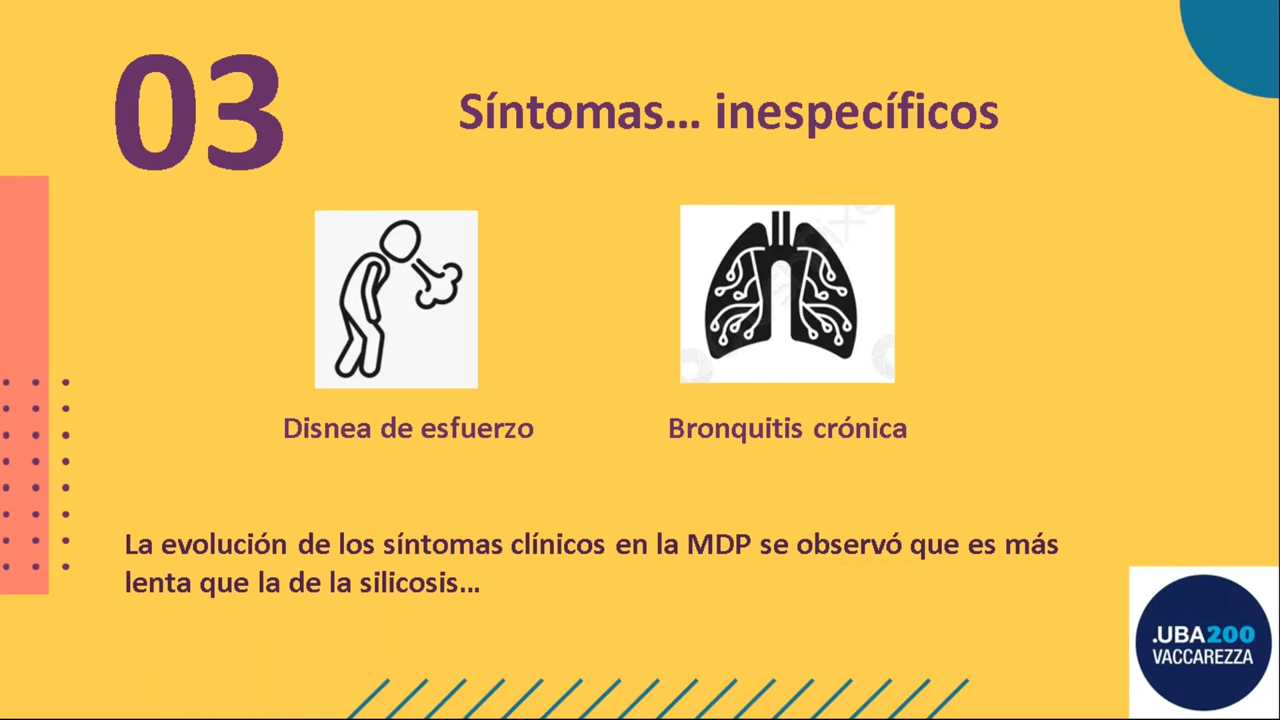 03
Síntomas... inespecíficos
Disnea de esfuerzo
Bronquitis crónica
La evolución de los síntomas clínicos en la MDP se observó que es más
lenta que la de la silicosis...
.UBA200
VACCAREZZA